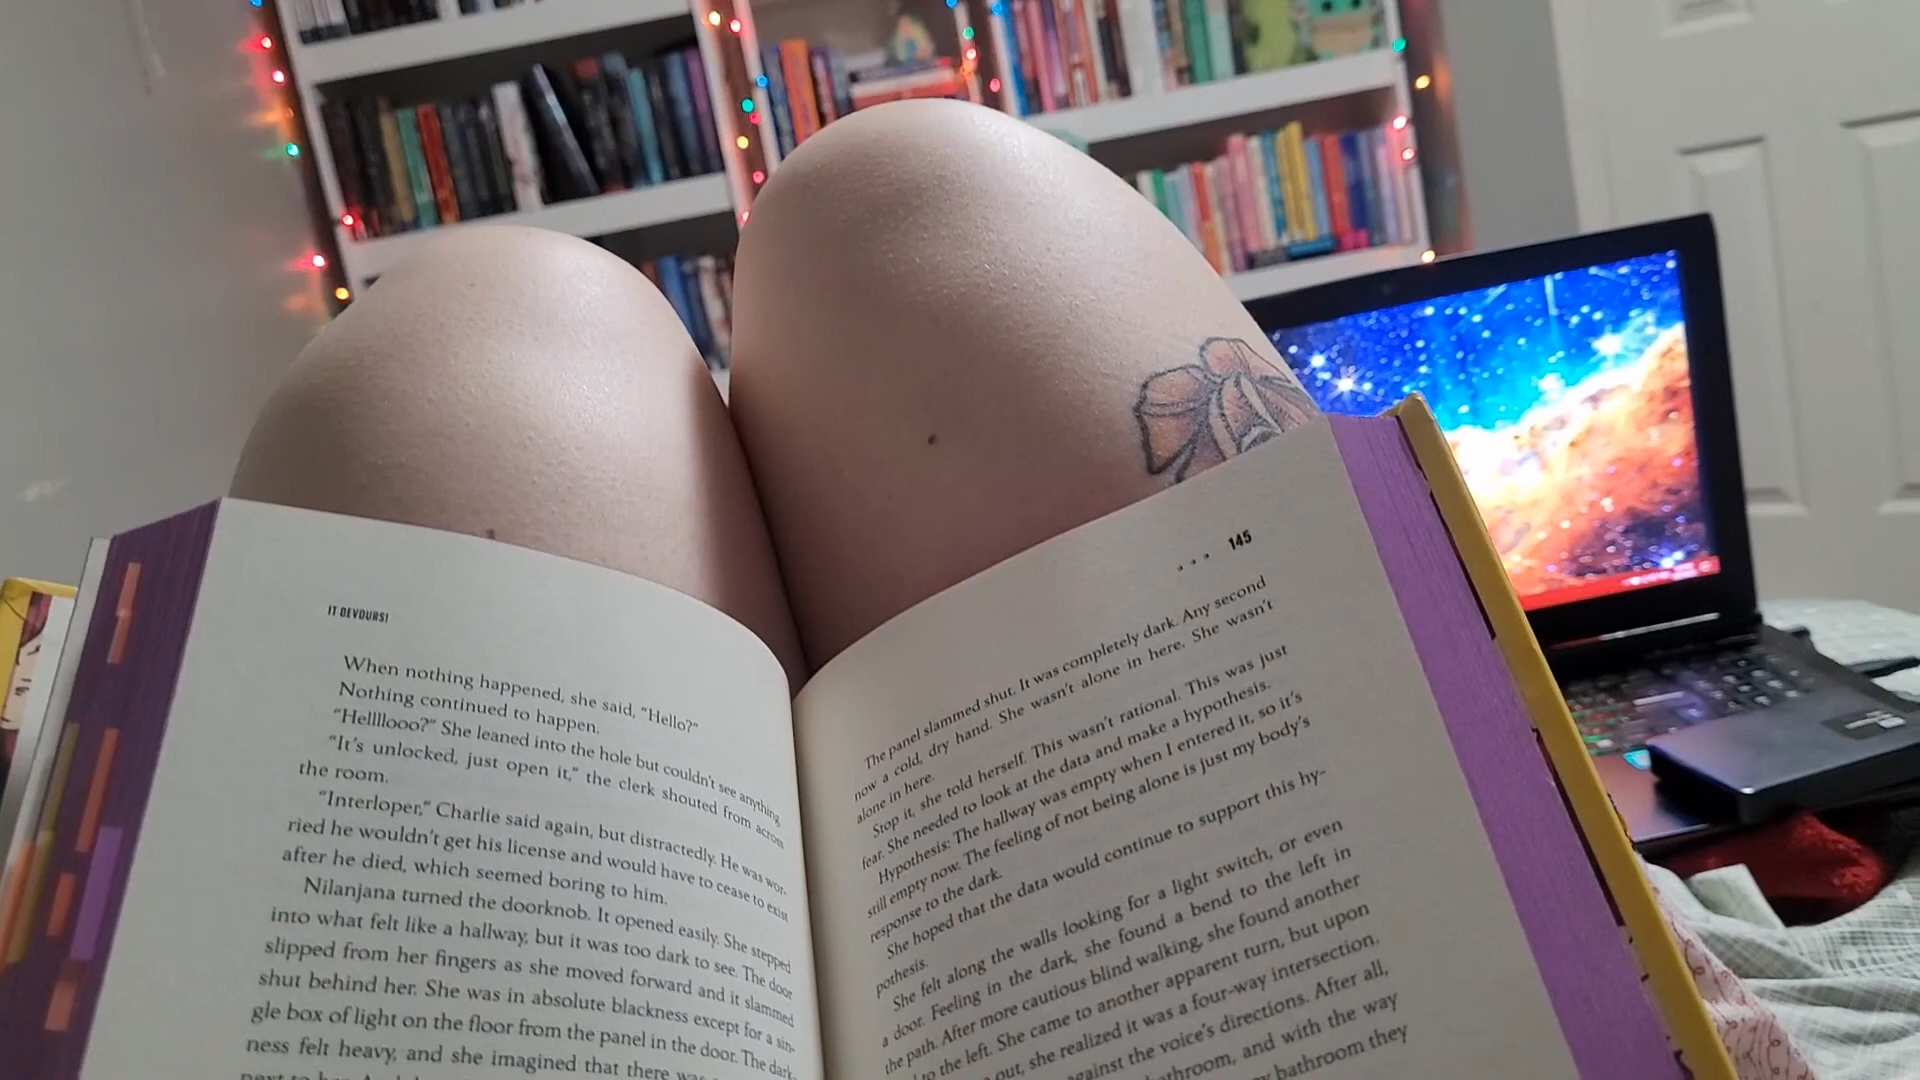 IT DEVOURS!
When nothing happened, she said, “Hello?”
Nothing continued to happen.
“Hellllooo?” She leaned into the hole but couldn’t see anything.
“It’s unlocked, just open it,” the clerk shouted from across
the room.
“Interloper,” Charlie said again, but distractedly. He was wor-
ried he wouldn’t get his license and would have to cease to exist
after he died, which seemed boring to him.
Nilanjana turned the doorknob. It opened easily. She stepped
into what felt like a hallway, but it was too dark to see. The door
slipped from her fingers as she moved forward and it slammed
shut behind her. She was in absolute blackness except for a sin-
gle box of light on the floor from the panel in the door. The dark-
ness felt heavy, and she imagined that there
145
The panel slammed shut. It was completely dark. Any second
now a cold, dry hand. She wasn’t alone in here. She wasn’t
alone in here.
Stop it, she told herself. This wasn’t rational. This was just
fear. She needed to look at the data and make a hypothesis.
Hypothesis: The hallway was empty when I entered it, so it’s
still empty now. The feeling of not being alone is just my body’s
response to the dark.
She hoped that the data would continue to support this hy-
pothesis.
She felt along the walls looking for a light switch, or even
a door. Feeling in the dark, she found a bend to the left in
the path. After more cautious blind walking, she found another
to the left. She came to another apparent turn, but upon
out, she realized it was a four-way intersection.
against the voice’s directions. After all,
and with the way
bathroom they